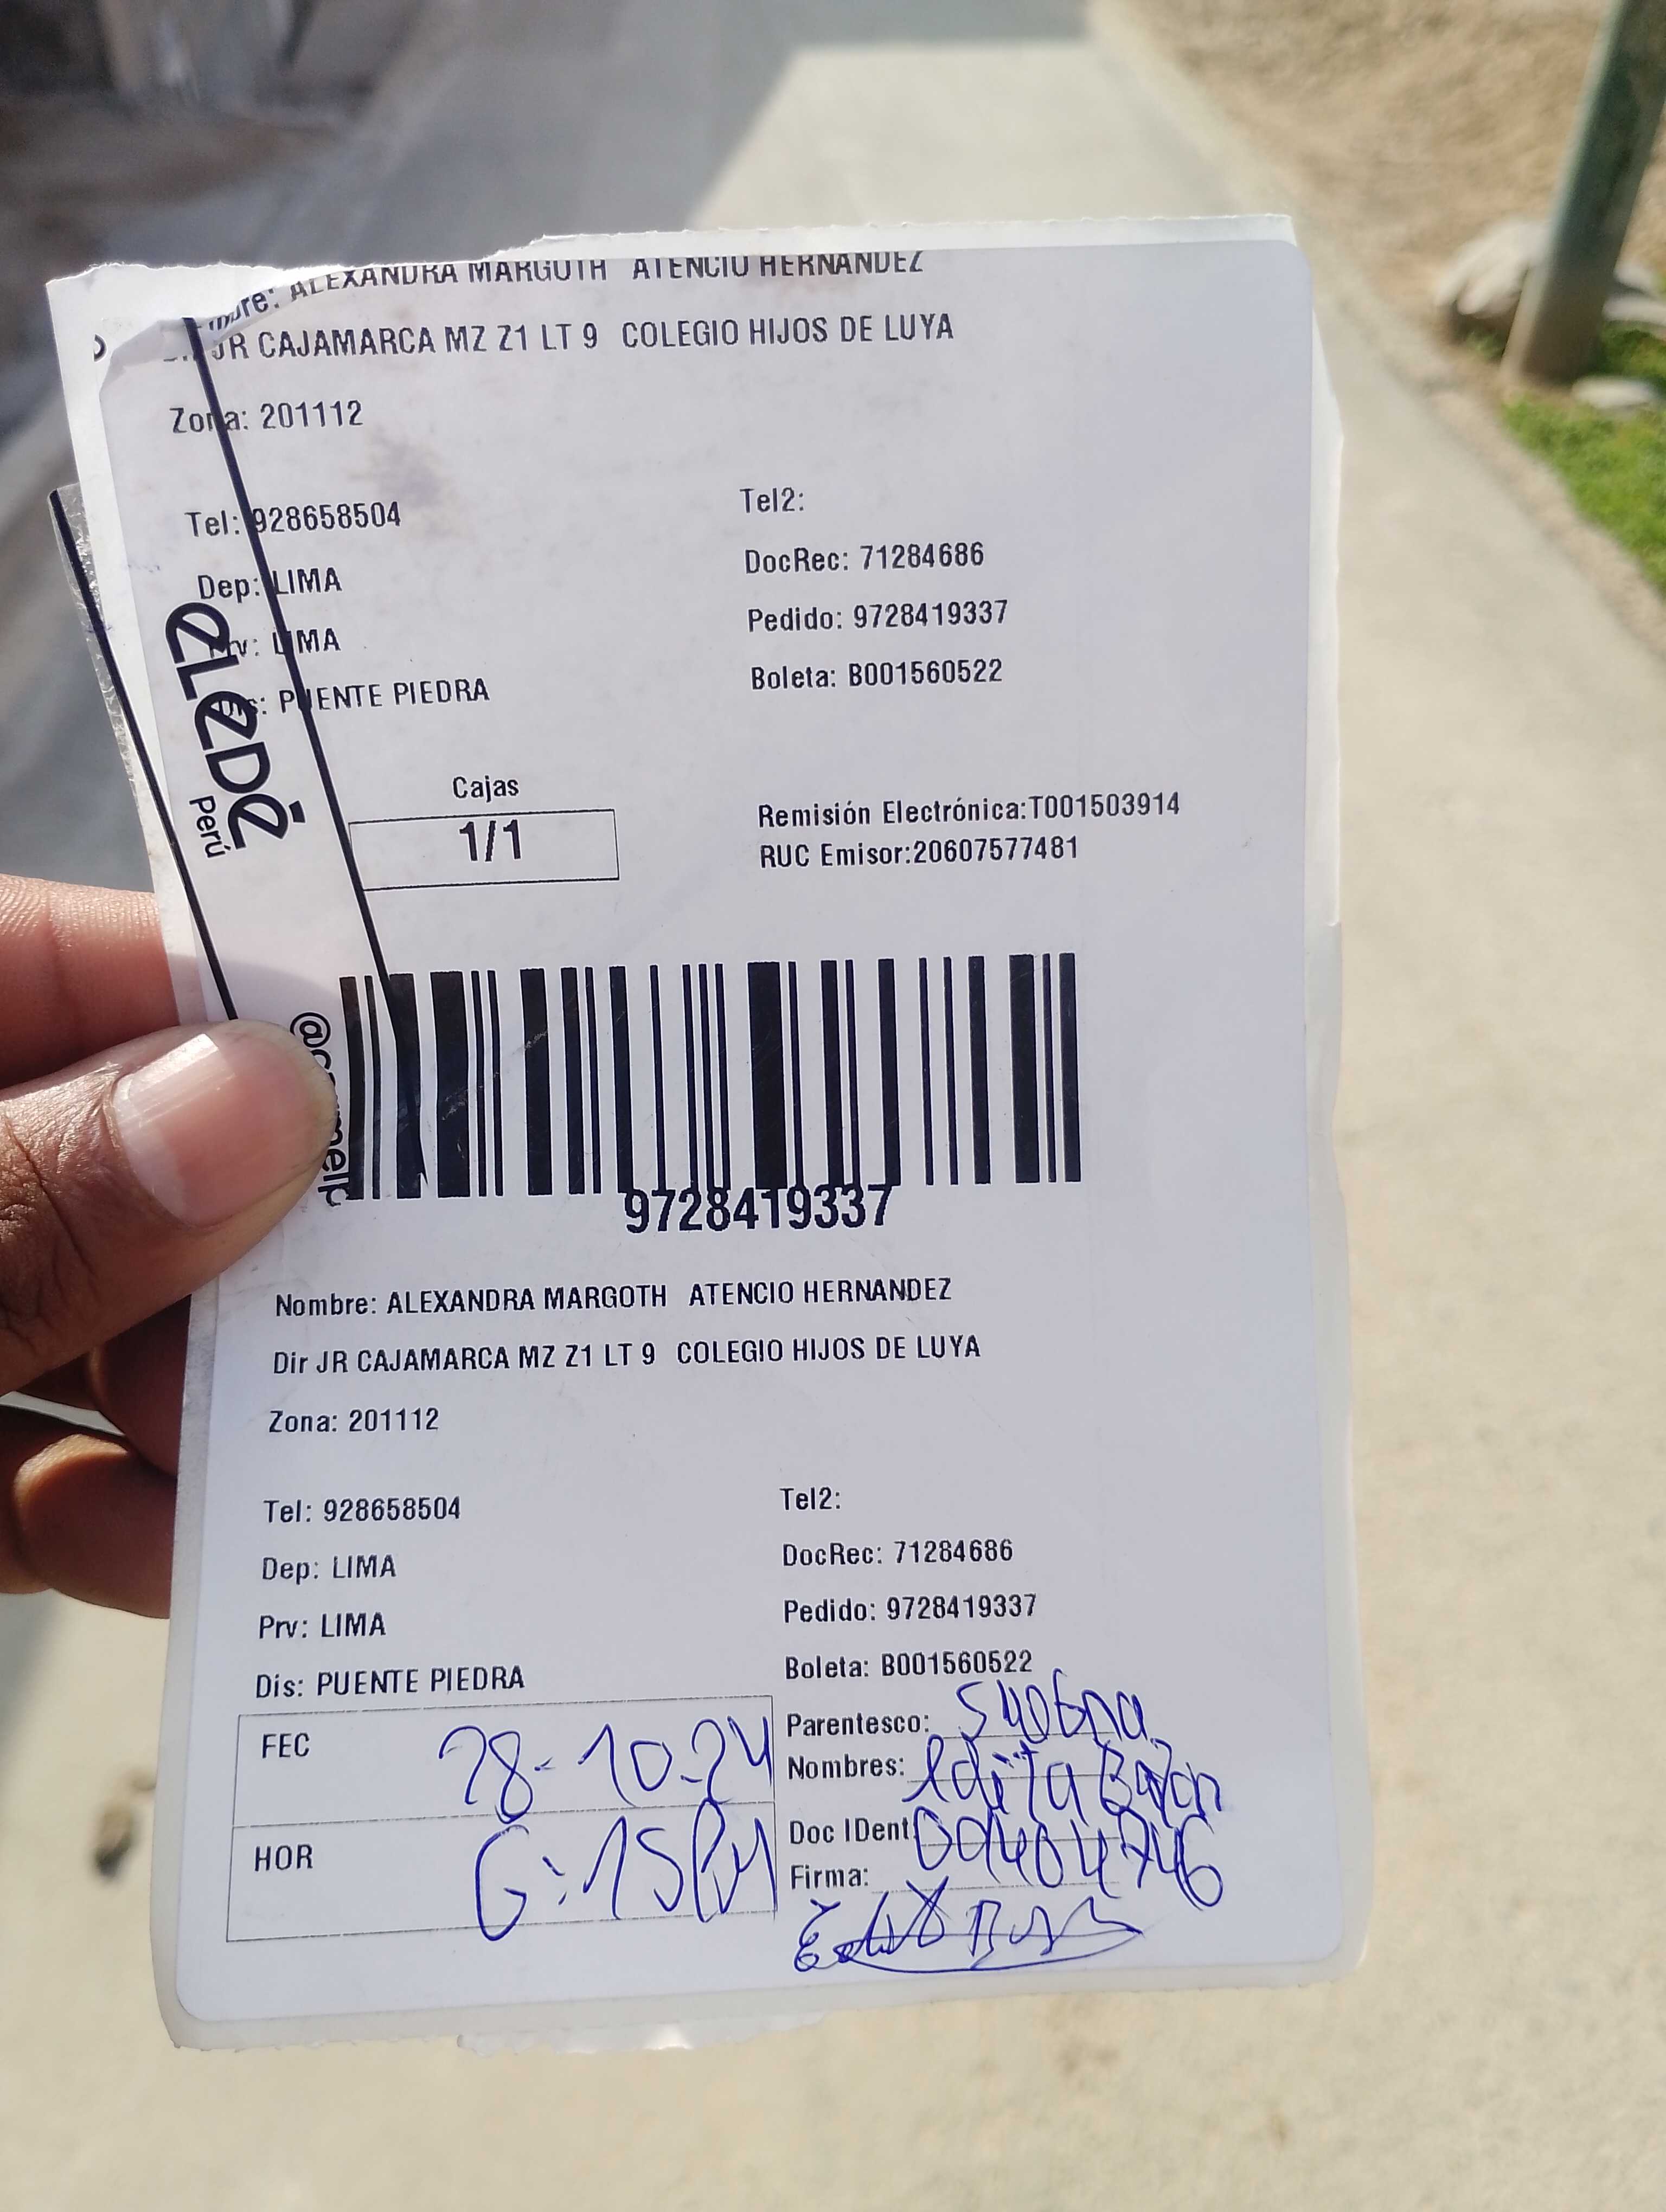 mbre: ALEXANDRA MARGOTH ATENCIO HERNANDEZ
JR CAJAMARCA MZ Z1 LT 9 COLEGIO HIJOS DE LUYA
Zona: 201112
Tel: 928658504
Tel2:
Dep: LIMA
DocRec: 71284686
Prv: LIMA
Pedido: 9728419337
Dis: PUENTE PIEDRA
Boleta: B001560522
Perú
Cajas
1/1
Remisión Electrónica:T001503914
RUC Emisor:20607577481
9728419337
Nombre: ALEXANDRA MARGOTH ATENCIO HERNANDEZ
Dir JR CAJAMARCA MZ Z1 LT 9 COLEGIO HIJOS DE LUYA
Zona: 201112
Tel: 928658504
Tel2:
Dep: LIMA
DocRec: 71284686
Prv: LIMA
Pedido: 9728419337
Dis: PUENTE PIEDRA
Boleta: B001560522
FEC 28-10-24
Parentesco:
Nombres: Edita
HOR 6:15PM
Doc IDent
Firma: